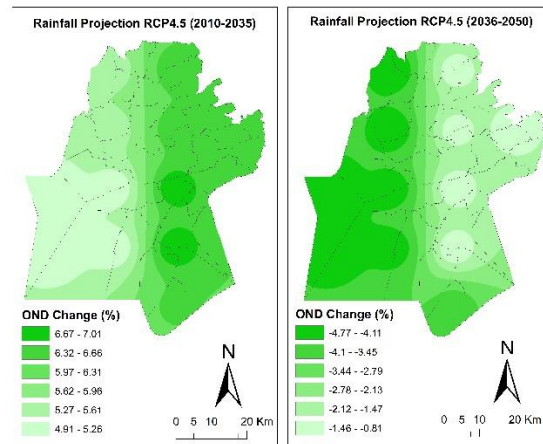 Rainfall Projection RCP4.5 (2010-2035)
OND Change (%)
6.67 - 7.01
6.32 - 6.66
5.97 - 6.31
5.62 - 5.96
5.27 - 5.61
4.91 - 5.26
N
0 5 10 20 Km
Rainfall Projection RCP4.5 (2036-2050)
OND Change (%)
-4.77 - -4.11
-4.1 - -3.45
-3.44 - -2.79
-2.78 - -2.13
-2.12 - -1.47
-1.46 - -0.81
N
0 5 10 20 Km